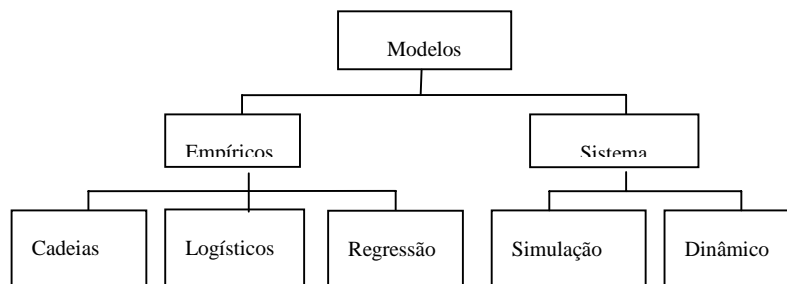 Modelos
Empíricos
Sistema
Cadeias
Logísticos
Regressão
Simulação
Dinâmico